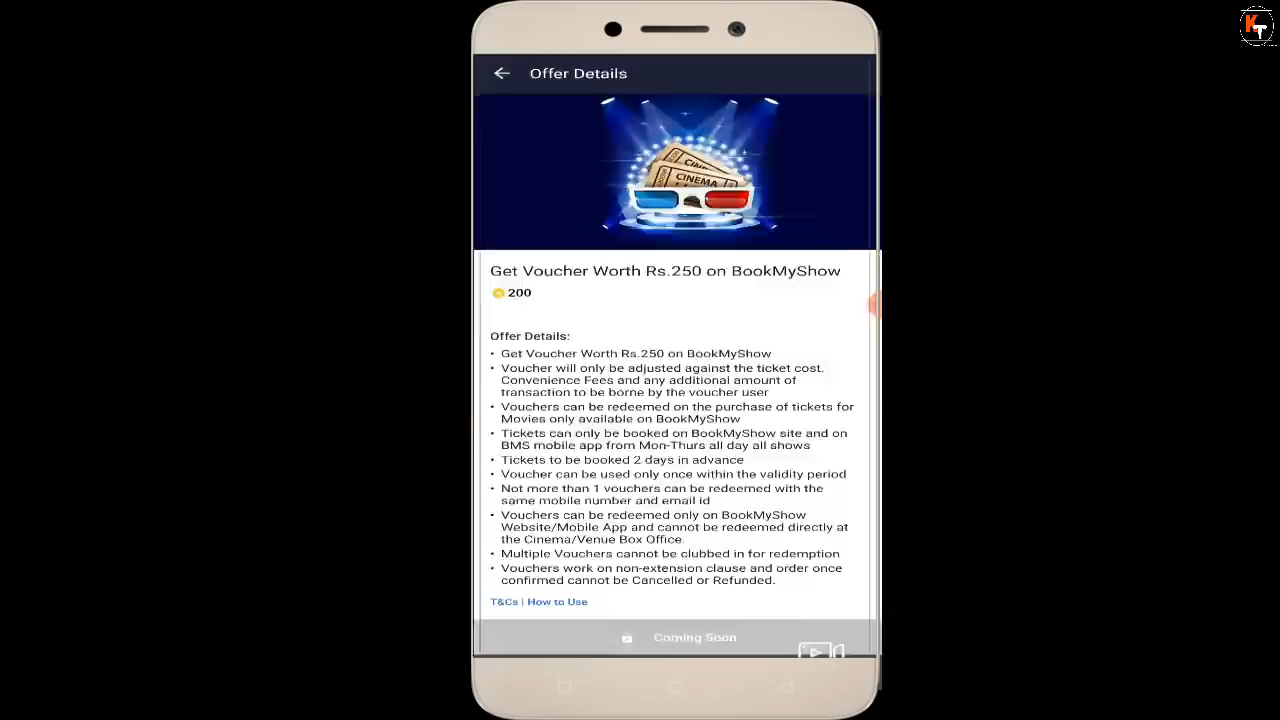 KT
Offer Details
CINEMA
CINEMA
Get Voucher Worth Rs.250 on BookMyShow
200
Offer Details:
• Get Voucher Worth Rs.250 on BookMyShow
• Voucher will only be adjusted against the ticket cost.
Convenience Fees and any additional amount of
transaction to be borne by the voucher user
• Vouchers can be redeemed on the purchase of tickets for
Movies only available on BookMyShow
• Tickets can only be booked on BookMyShow site and on
BMS mobile app from Mon-Thurs all day all shows
• Tickets to be booked 2 days in advance
• Voucher can be used only once within the validity period
• Not more than 1 vouchers can be redeemed with the
same mobile number and email id
• Vouchers can be redeemed only on BookMyShow
Website/Mobile App and cannot be redeemed directly at
the Cinema/Venue Box Office.
• Multiple Vouchers cannot be clubbed in for redemption
• Vouchers work on non-extension clause and order once
confirmed cannot be Cancelled or Refunded.
T&Cs | How to Use
Coming Soon